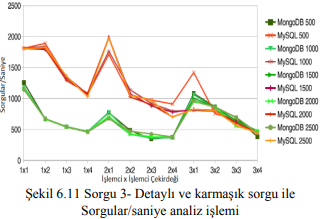 2500
2000
1500
1000
500
0
Sorgular/Saniye
1x1 1x2 1x3 1x4 2x1 2x2 2x3 2x4 3x1 3x2 3x3 3x4
İşlemci x İşlemci Çekirdeği
MongoDB 500
MySQL 500
MongoDB 1000
MySQL 1000
MongoDB 1500
MySQL 1500
MongoDB 2000
MySQL 2000
MongoDB 2500
MySQL 2500
Şekil 6.11 Sorgu 3- Detaylı ve karmaşık sorgu ile
Sorgular/saniye analiz işlemi